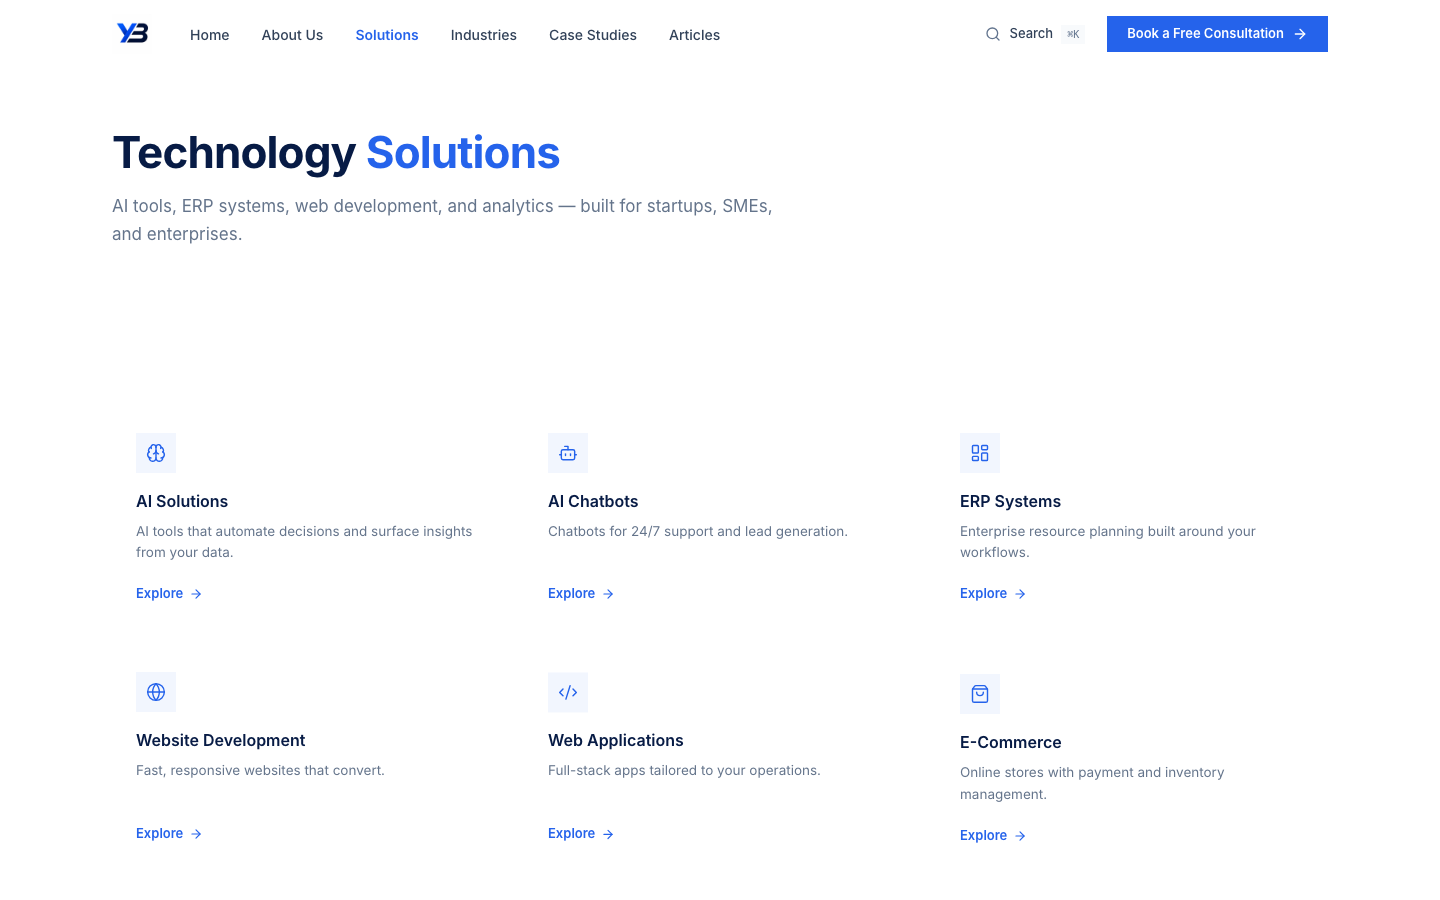 YB
Home
About Us
Solutions
Industries
Case Studies
Articles
Search
⌘K
Book a Free Consultation
Technology Solutions
AI tools, ERP systems, web development, and analytics — built for startups, SMEs,
and enterprises.
AI Solutions
AI tools that automate decisions and surface insights
from your data.
Explore
AI Chatbots
Chatbots for 24/7 support and lead generation.
Explore
ERP Systems
Enterprise resource planning built around your
workflows.
Explore
Website Development
Fast, responsive websites that convert.
Explore
Web Applications
Full-stack apps tailored to your operations.
Explore
E-Commerce
Online stores with payment and inventory
management.
Explore